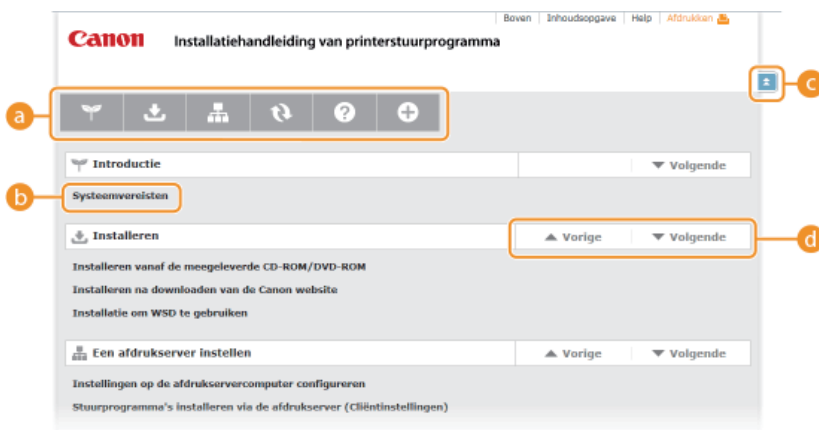 Boven Inhoudsopgave Help Afdrukken
Canon Installatiehandleiding van printerstuurprogramma
c
a
Introductie Volgende
b Systeemvereisten
Installeren Vorige Volgende d
Installeren vanaf de meegeleverde CD-ROM/DVD-ROM
Installeren na downloaden van de Canon website
Installatie om WSD te gebruiken
Een afdrukserver instellen Vorige Volgende
Instellingen op de afdrukservercomputer configureren
Stuurprogramma's installeren via de afdrukserver (Cliëntinstellingen)